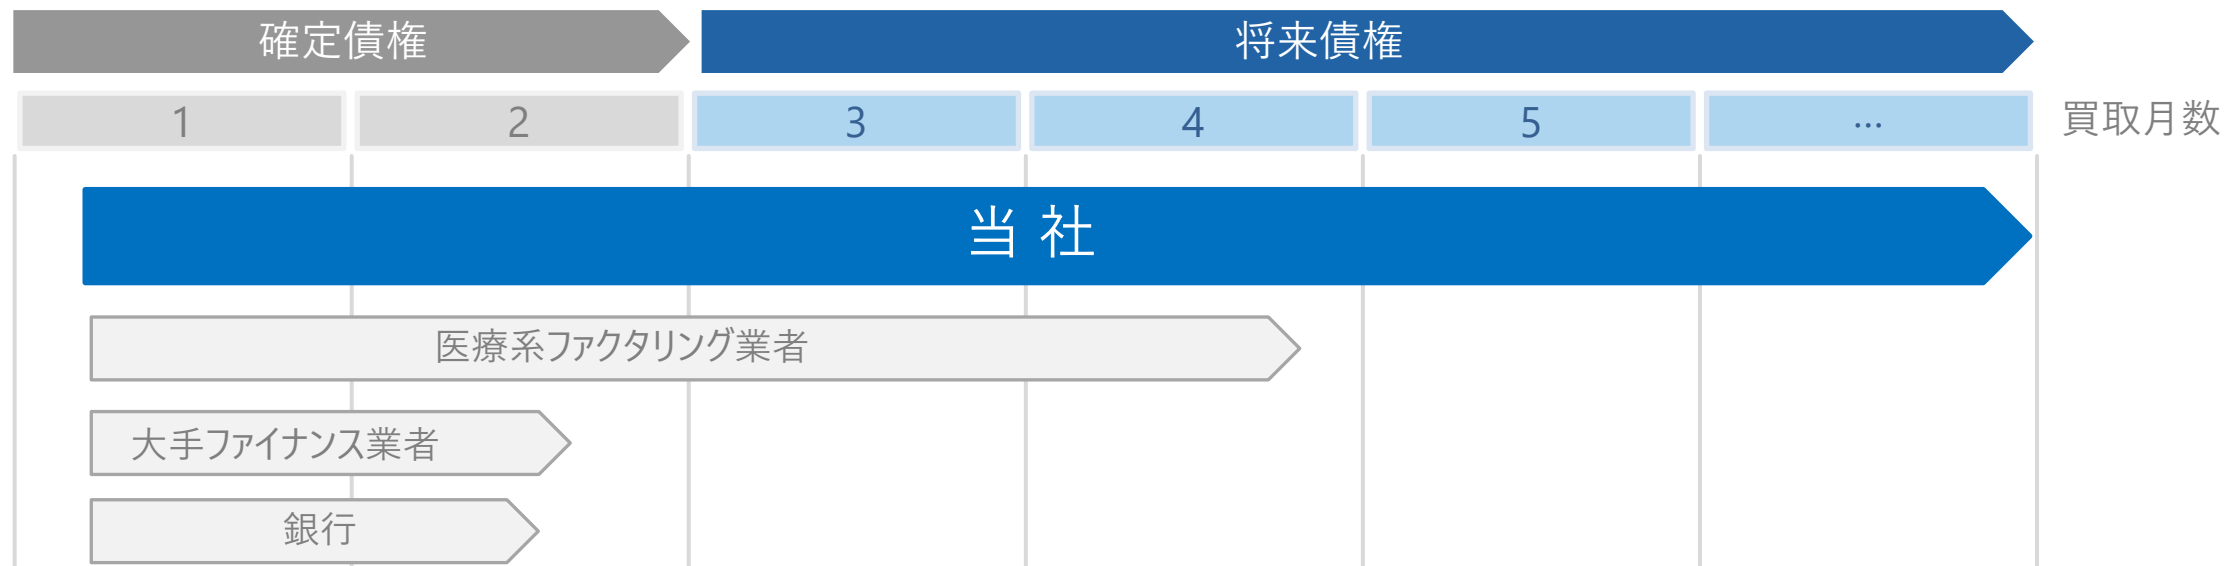 確定債権
将来債権
1
2
3
4
5
…
買取月数
当 社
医療系ファクタリング業者
大手ファイナンス業者
銀行